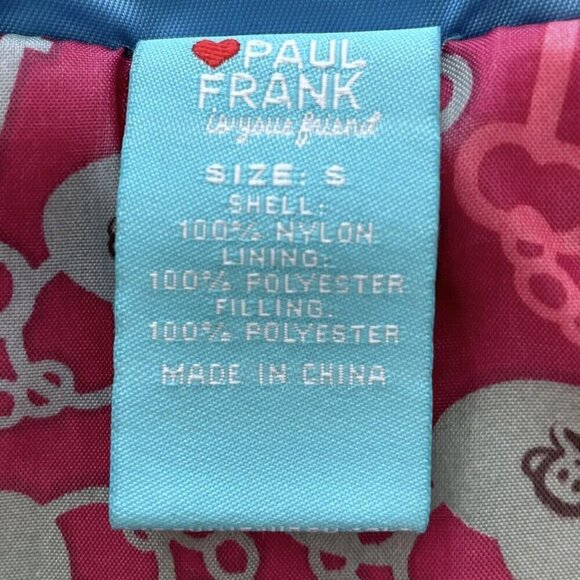 PAUL
FRANK
is your friend
SIZE: S
SHELL:
100% NYLON
LINING:
100% POLYESTER
FILLING:
100% POLYESTER
MADE IN CHINA